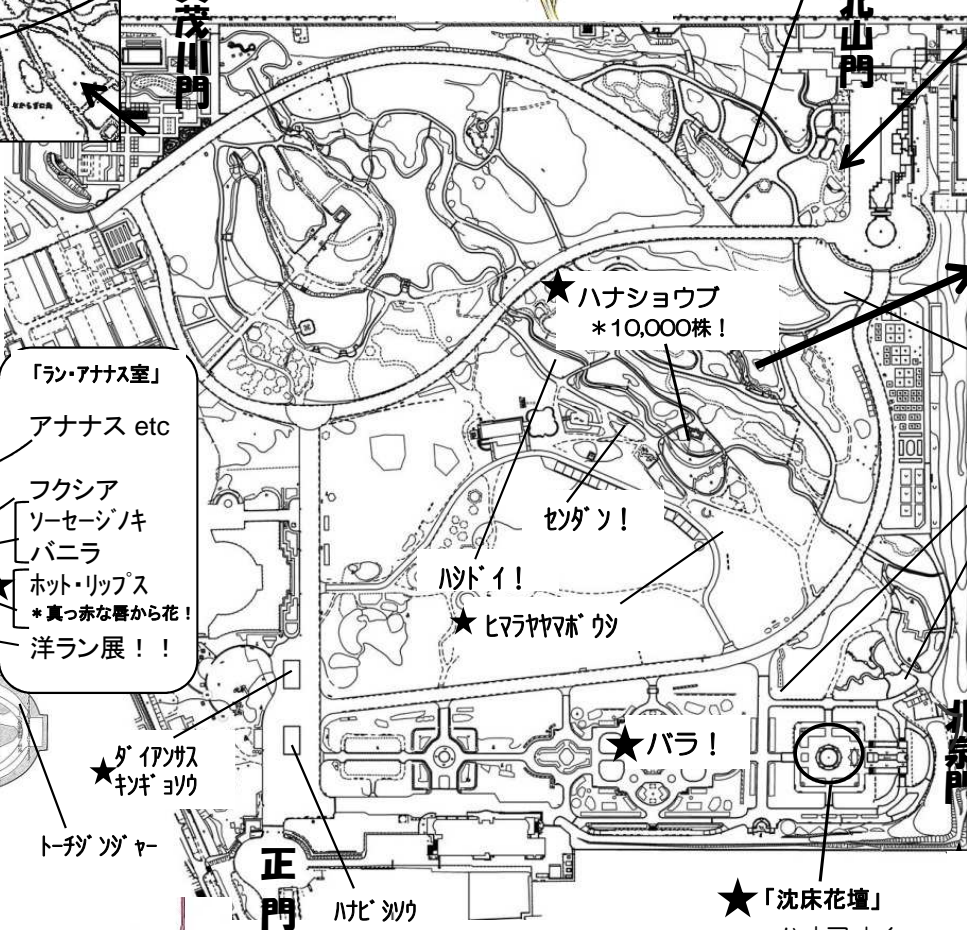 茂川門
北山門
ハナショウブ
＊10,000株！
「ラン・アナナス室」
アナナス etc
フクシア
ソーセージノキ
バニラ
ホット・リップス
＊真っ赤な唇から花！
洋ラン展！！
センダン！
ハシドイ！
★ ヒマラヤヤマボウシ
★ ダイアンサス
キンギョソウ
★バラ！
トーチジンジャー
正門
ハナビシソウ
★「沈床花壇」